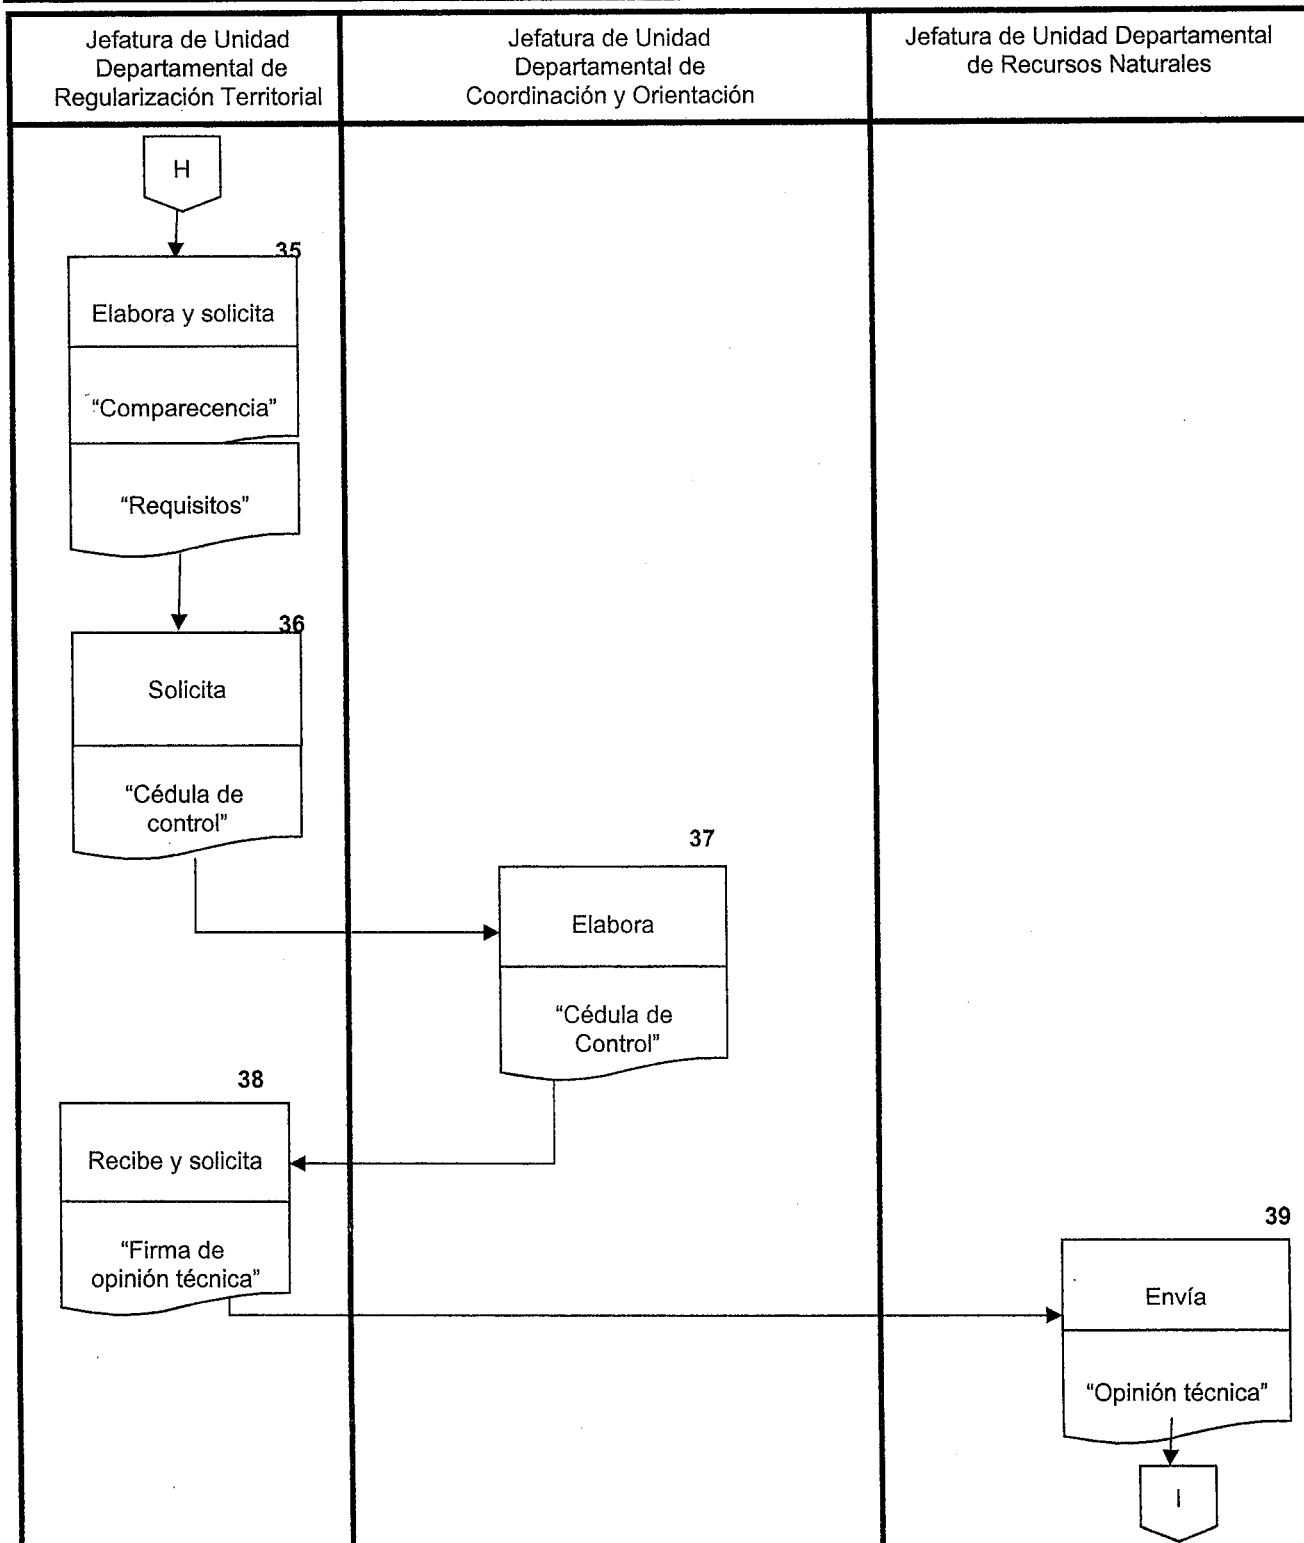 Jefatura de Unidad
Departamental de
Regularización Territorial
Jefatura de Unidad
Departamental de
Coordinación y Orientación
Jefatura de Unidad Departamental
de Recursos Naturales
H
35
Elabora y solicita
“Comparecencia”
“Requisitos”
36
Solicita
“Cédula de
control”
37
Elabora
“Cédula de
Control”
38
Recibe y solicita
“Firma de
opinión técnica”
39
Envía
“Opinión técnica”
I